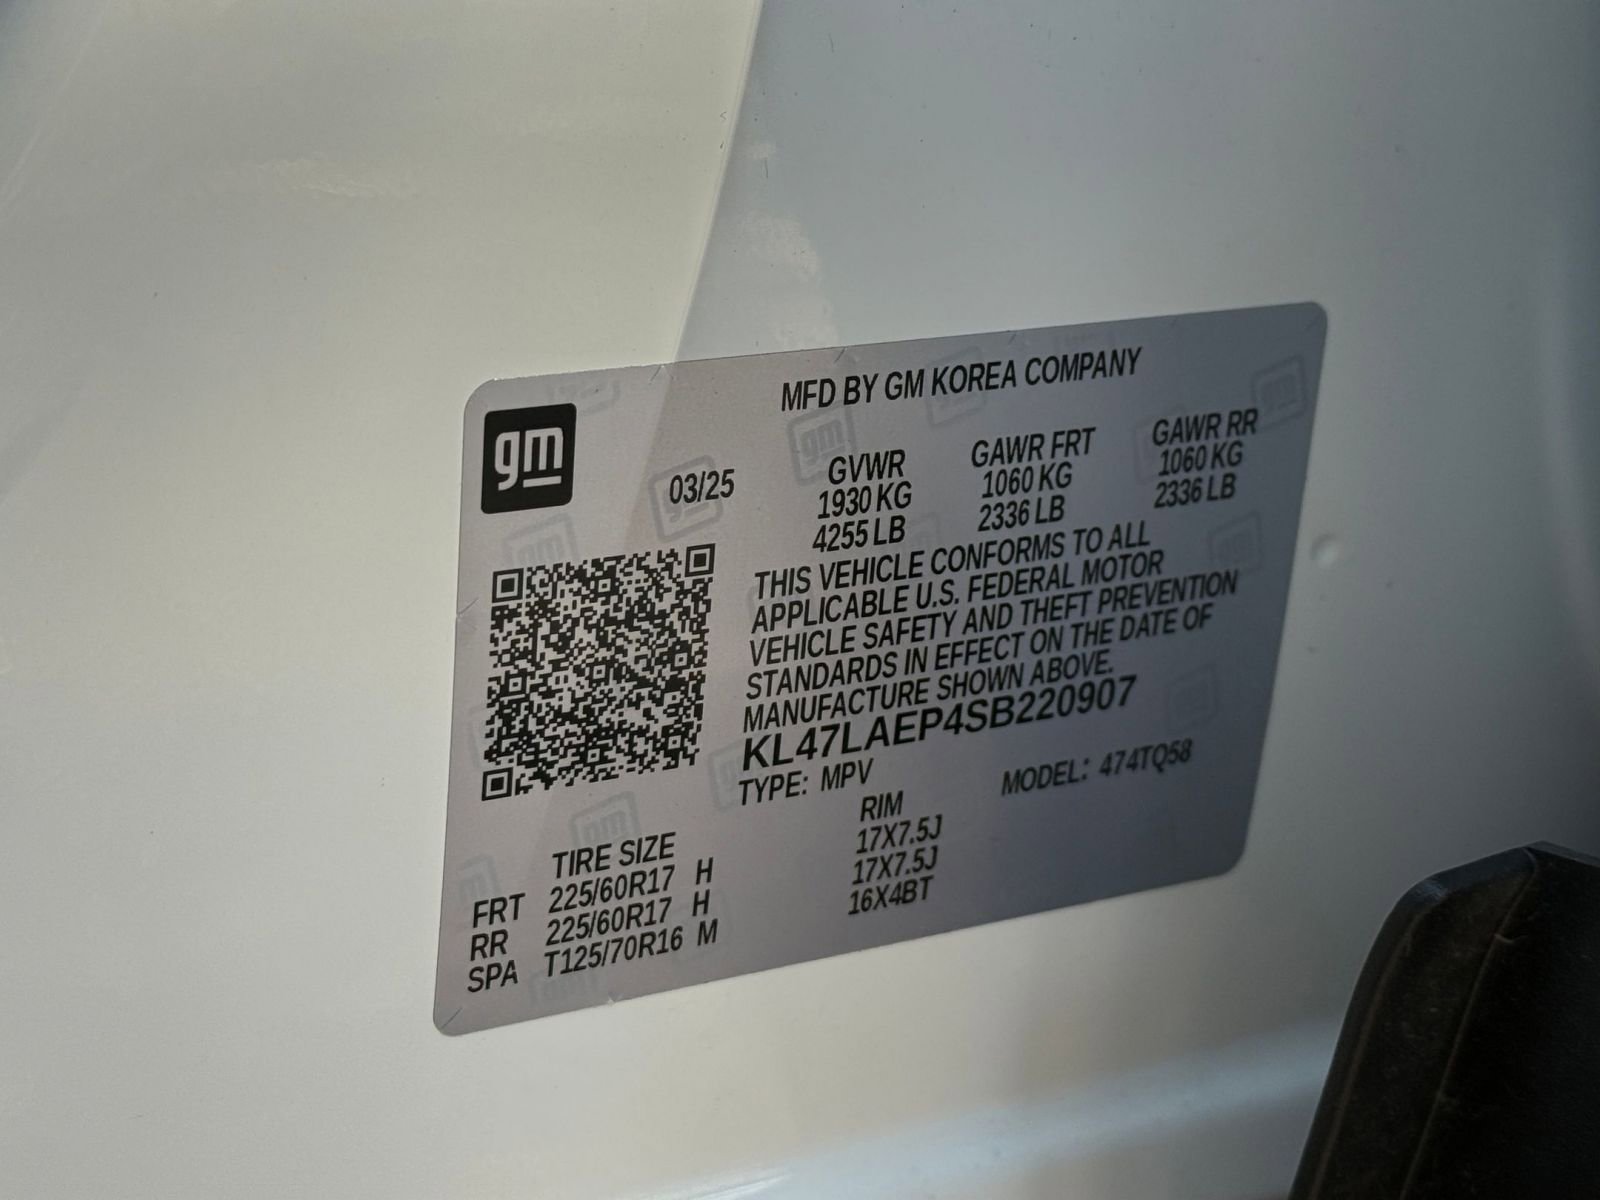 gm
MFD BY GM KOREA COMPANY
03/25
GVWR GAWR FRT GAWR RR
1930 KG 1060 KG 1060 KG
4255 LB 2336 LB 2336 LB
THIS VEHICLE CONFORMS TO ALL
APPLICABLE U.S. FEDERAL MOTOR
VEHICLE SAFETY AND THEFT PREVENTION
STANDARDS IN EFFECT ON THE DATE OF
MANUFACTURE SHOWN ABOVE.
KL47LAEP4SB220907
TYPE: MPV MODEL: 474TQ58
TIRE SIZE RIM
FRT 225/60R17 H 17X7.5J
RR 225/60R17 H 17X7.5J
SPA T125/70R16 M 16X4BT